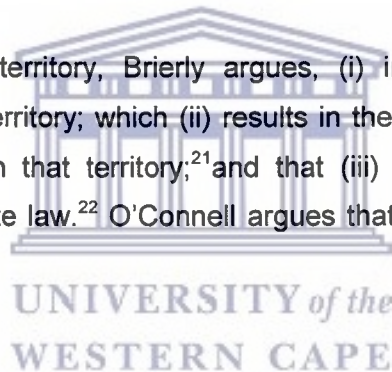 territory, Brierly argues, (i) i
erritory; which (ii) results in the
that territory;²¹and that (iii)
te law.²² O'Connell argues that
UNIVERSITY of the
WESTERN CAPE